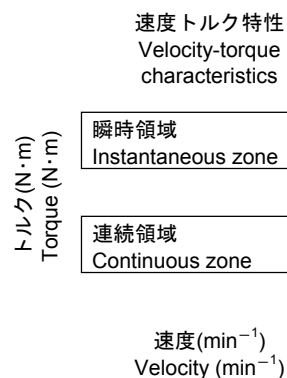 速度トルク特性
Velocity-torque
characteristics
トルク(N･m)
Torque (N･m)
瞬時領域
Instantaneous zone
連続領域
Continuous zone
速度(min⁻¹)
Velocity (min⁻¹)